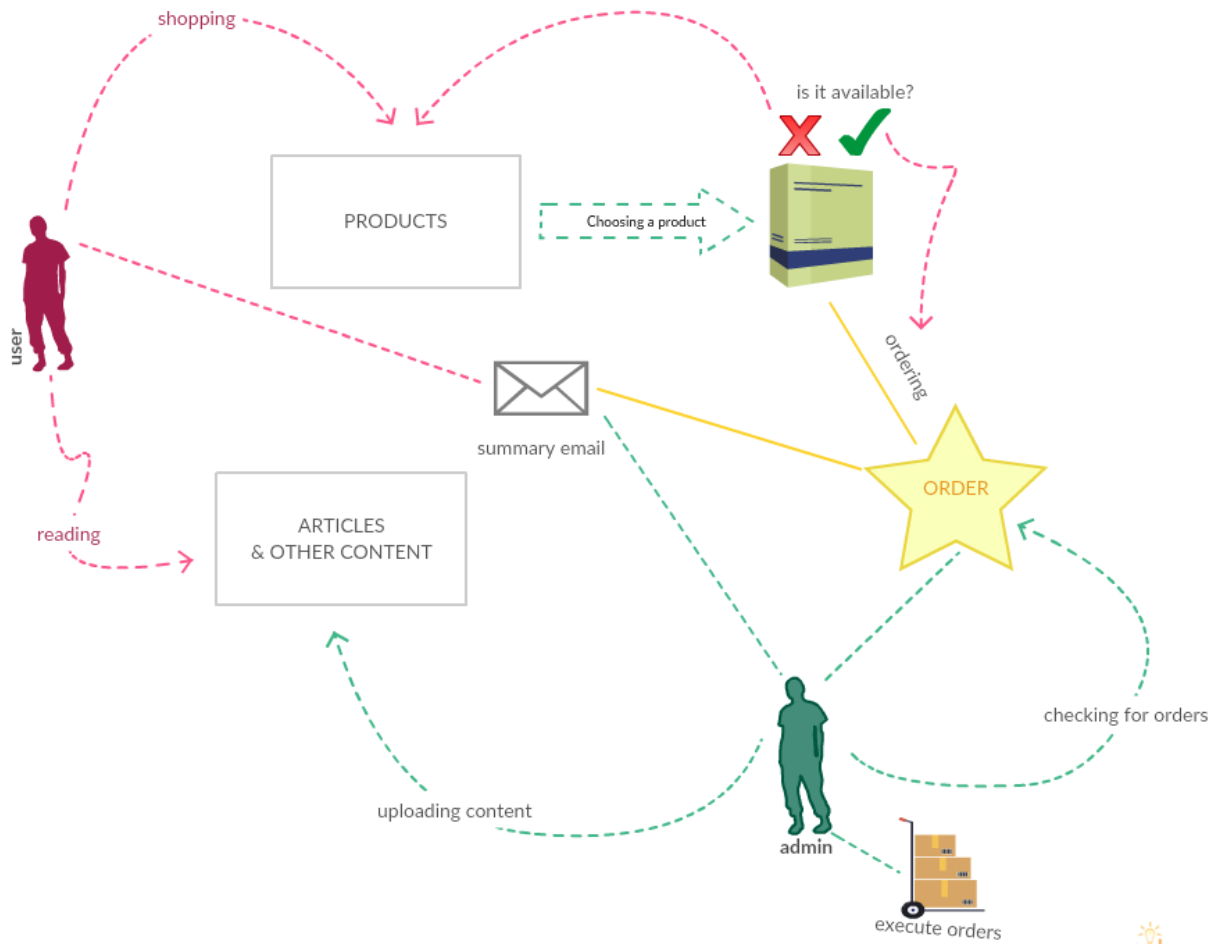 shopping
is it available?
PRODUCTS
Choosing a product
user
ordering
summary email
ORDER
ARTICLES
& OTHER CONTENT
reading
checking for orders
uploading content
admin
execute orders